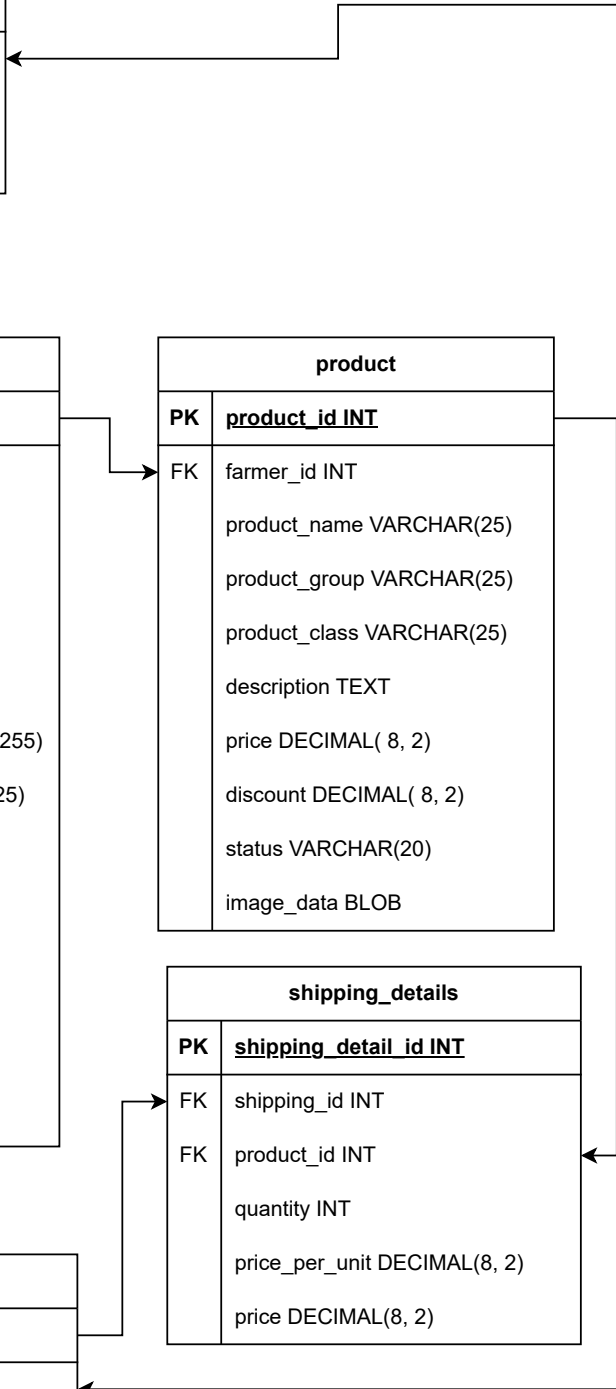 product
PK product_id INT
FK farmer_id INT
product_name VARCHAR(25)
product_group VARCHAR(25)
product_class VARCHAR(25)
description TEXT
255) price DECIMAL( 8, 2)
25) discount DECIMAL( 8, 2)
status VARCHAR(20)
image_data BLOB
shipping_details
PK shipping_detail_id INT
FK shipping_id INT
FK product_id INT
quantity INT
price_per_unit DECIMAL(8, 2)
price DECIMAL(8, 2)